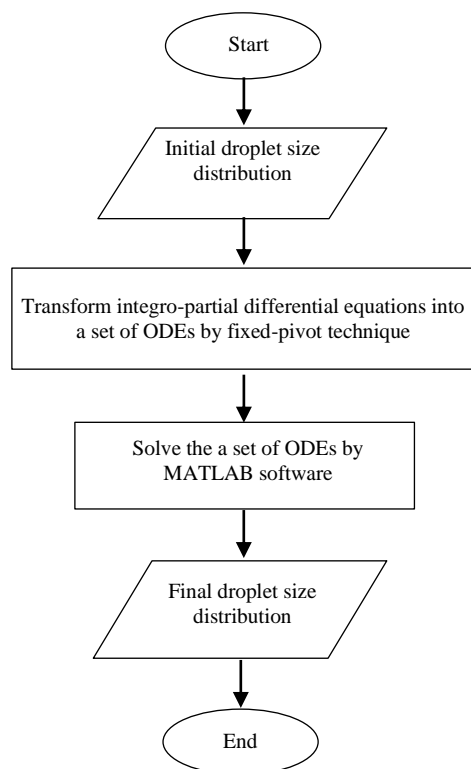 Start
Initial droplet size
distribution
Transform integro-partial differential equations into
a set of ODEs by fixed-pivot technique
Solve the a set of ODEs by
MATLAB software
Final droplet size
distribution
End